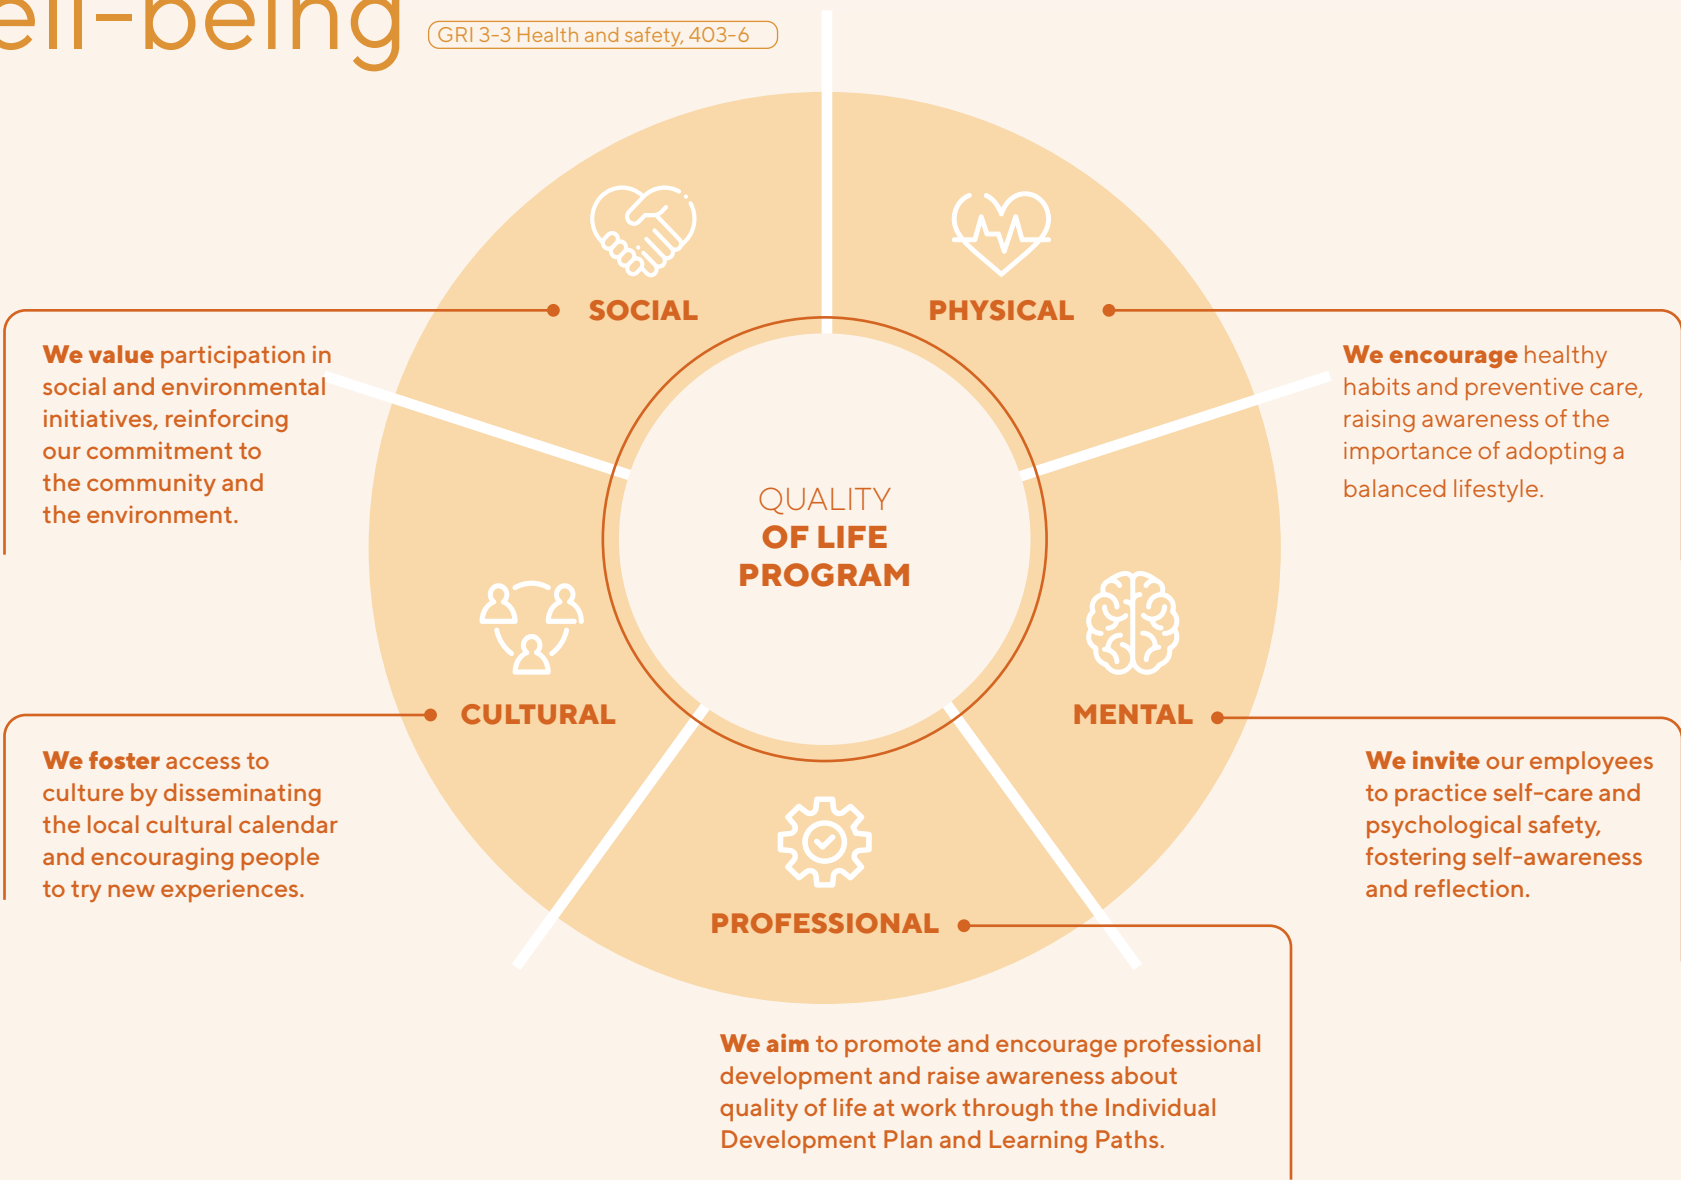 ell-being
GRI 3-3 Health and safety, 403-6
SOCIAL
We value participation in
social and environmental
initiatives, reinforcing
our commitment to
the community and
the environment.
PHYSICAL
We encourage healthy
habits and preventive care,
raising awareness of the
importance of adopting a
balanced lifestyle.
QUALITY
OF LIFE
PROGRAM
CULTURAL
We foster access to
culture by disseminating
the local cultural calendar
and encouraging people
to try new experiences.
MENTAL
We invite our employees
to practice self-care and
psychological safety,
fostering self-awareness
and reflection.
PROFESSIONAL
We aim to promote and encourage professional
development and raise awareness about
quality of life at work through the Individual
Development Plan and Learning Paths.